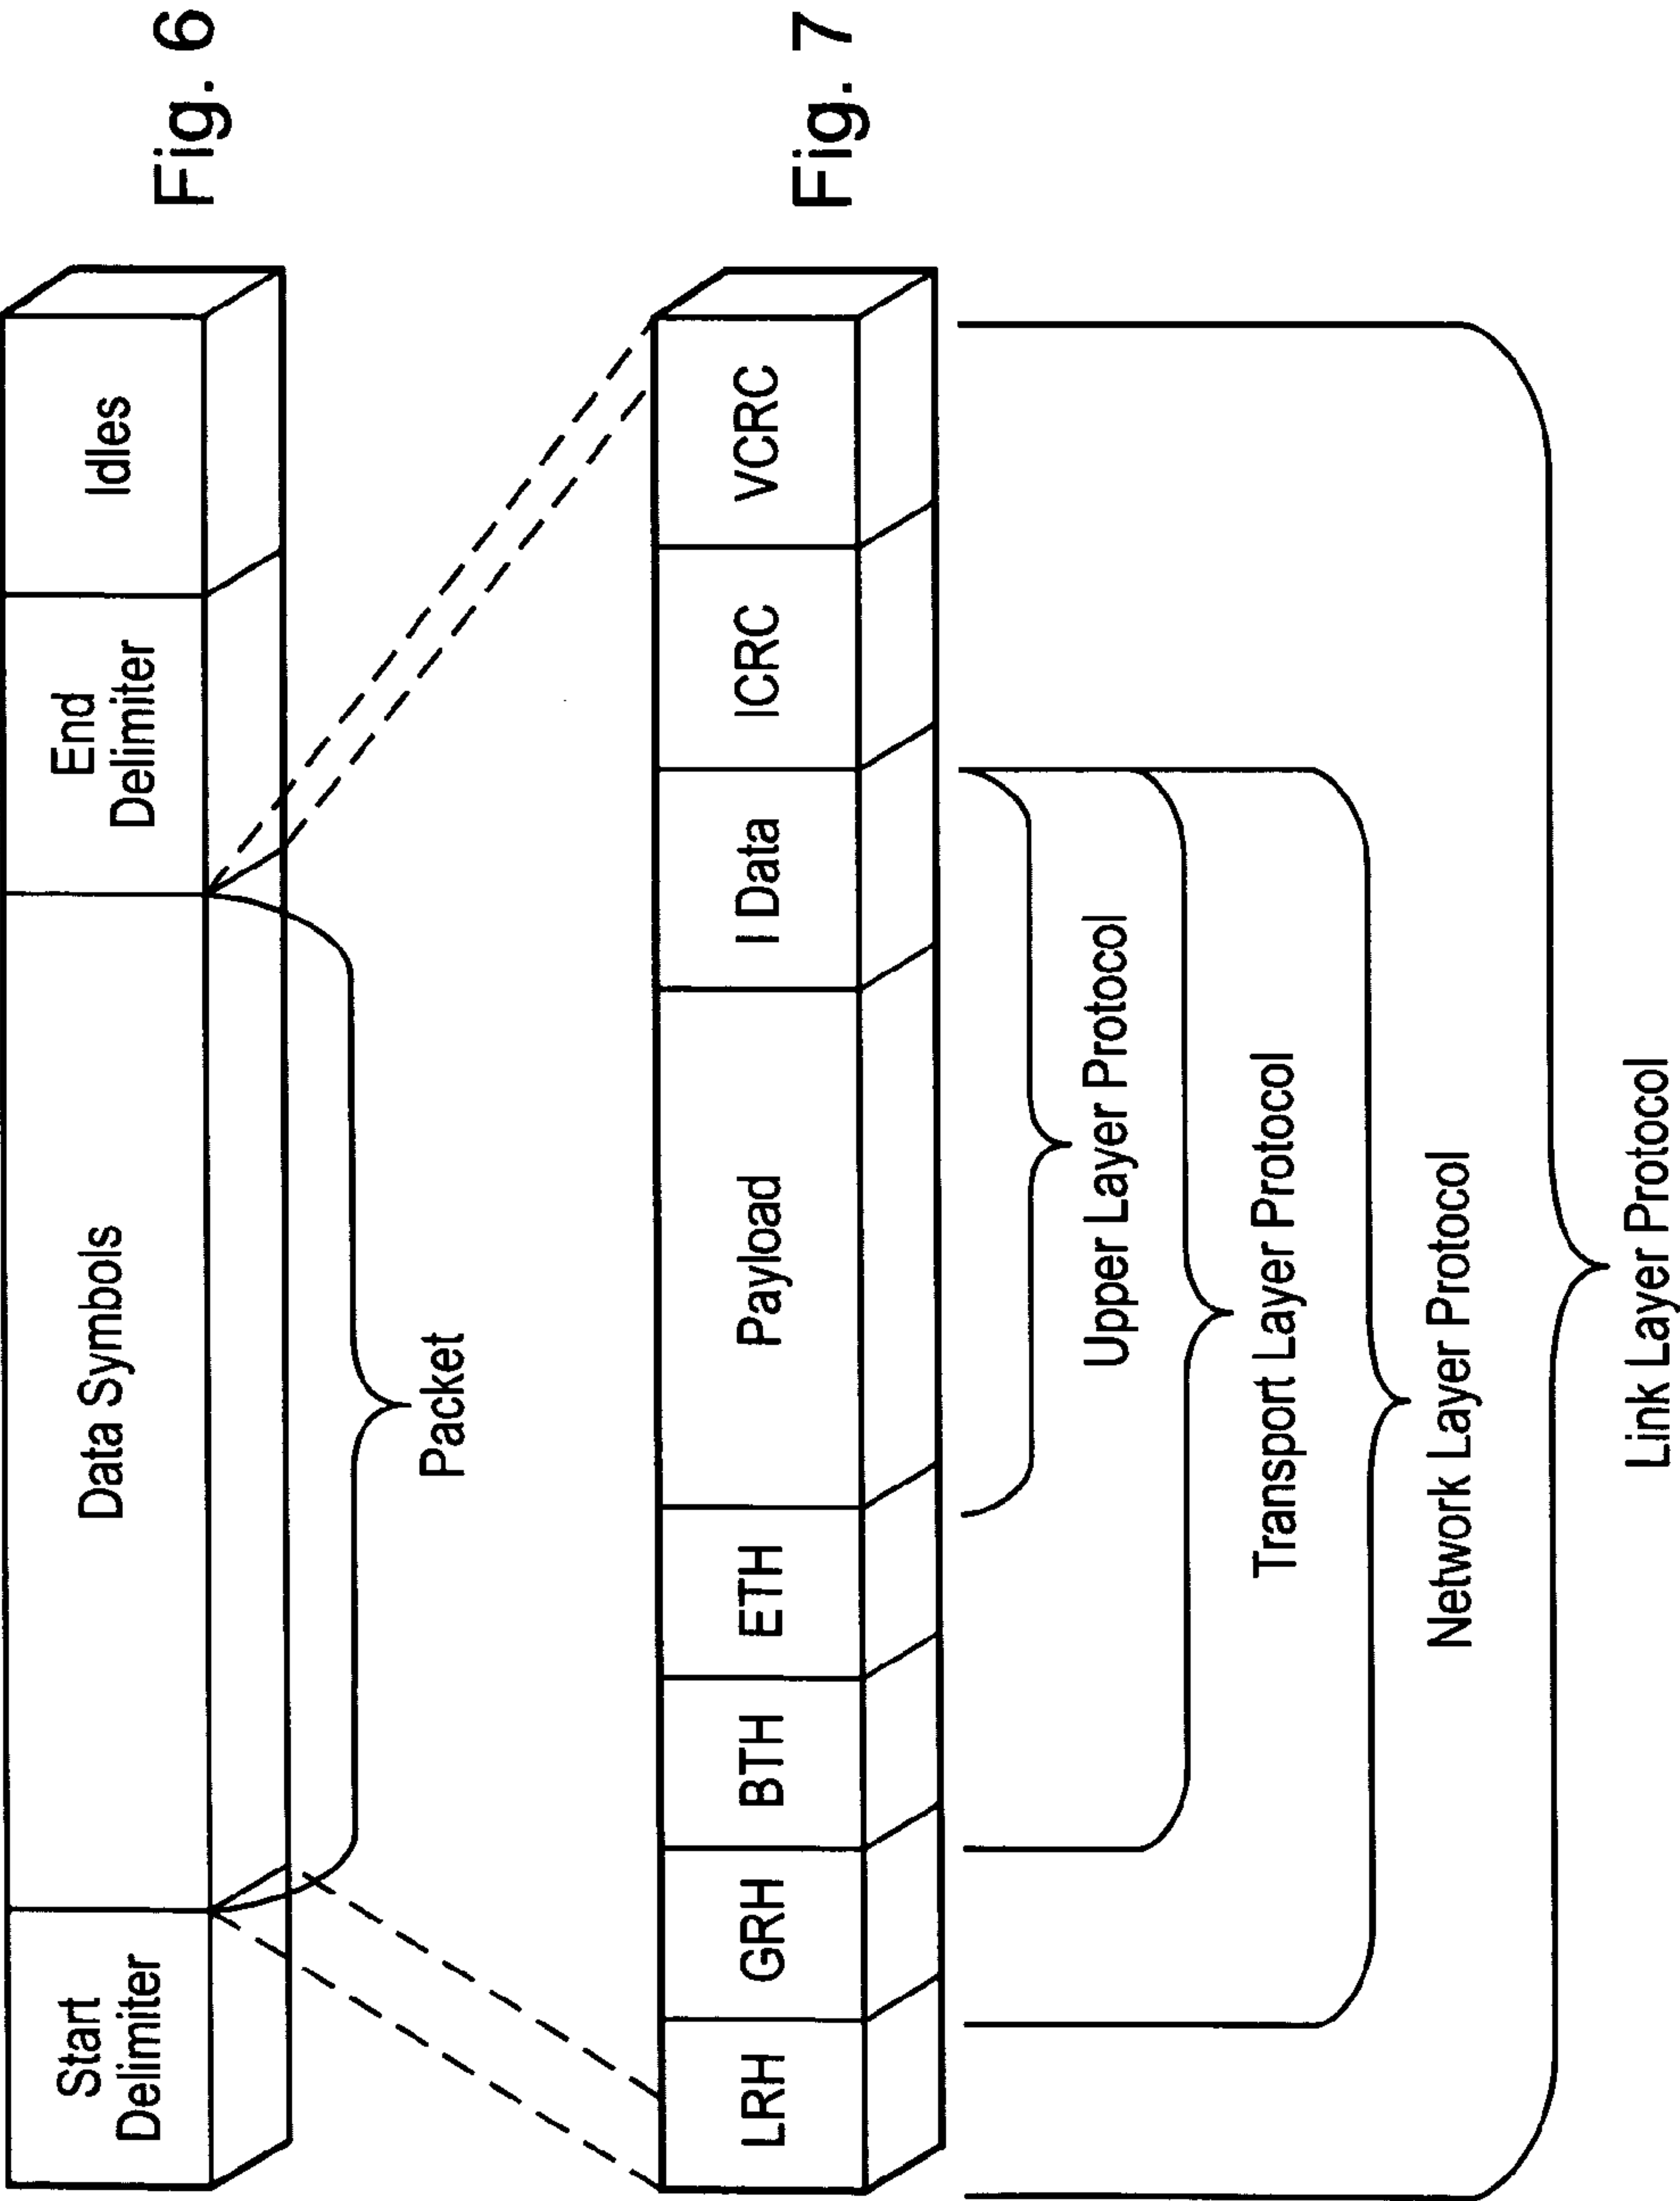 Fig. 6
Start
Delimiter
Data Symbols
End
Delimiter
Idles
Packet
Fig. 7
LRH
GRH
BTH
ETH
Payload
I Data
ICRC
VCRC
Upper Layer Protocol
Transport Layer Protocol
Network Layer Protocol
Link Layer Protocol